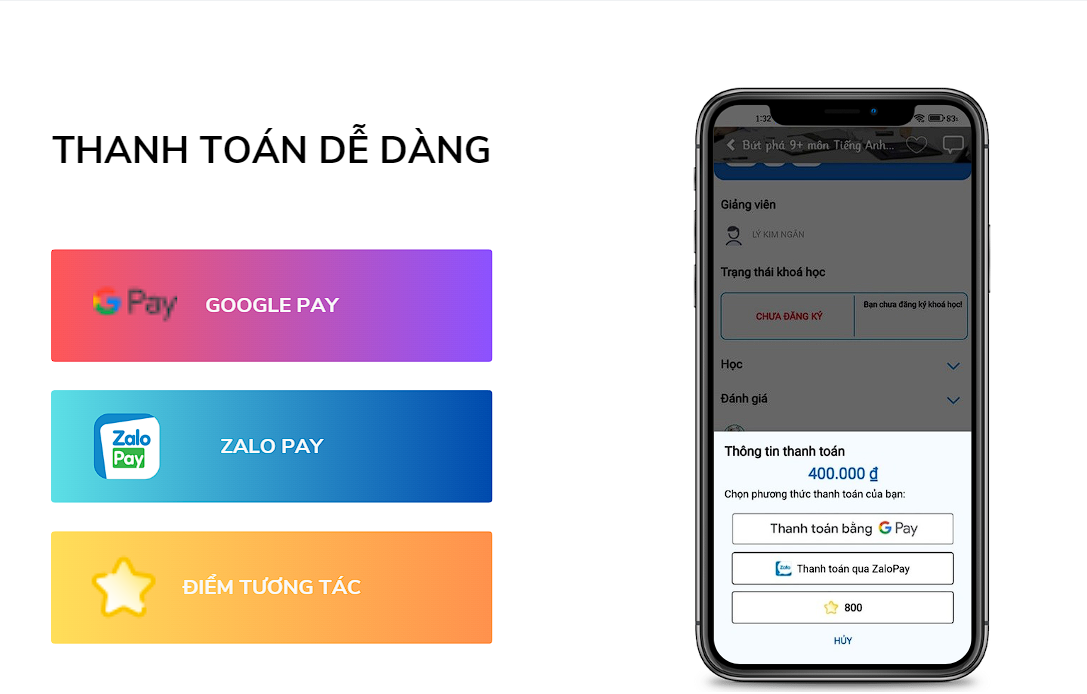 THANH TOÁN DỄ DÀNG
G Pay GOOGLE PAY
Zalo
Pay
ZALO PAY
ĐIỂM TƯƠNG TÁC
1:32
83%
Bứt phá 9+ môn Tiếng Anh...
Giảng viên
LÝ KIM NGÂN
Trạng thái khoá học
CHƯA ĐĂNG KÝ
Bạn chưa đăng ký khoá học!
Học
Đánh giá
Thông tin thanh toán
400.000 ₫
Chọn phương thức thanh toán của bạn:
Thanh toán bằng G Pay
Zalo Thanh toán qua ZaloPay
800
HỦY